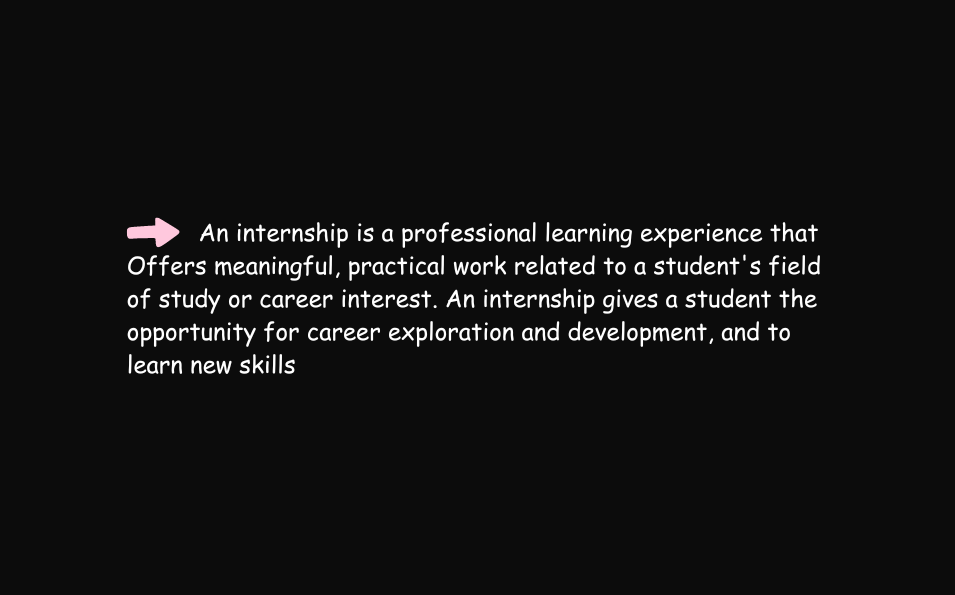 An internship is a professional learning experience that
Offers meaningful, practical work related to a student's field
of study or career interest. An internship gives a student the
opportunity for career exploration and development, and to
learn new skills